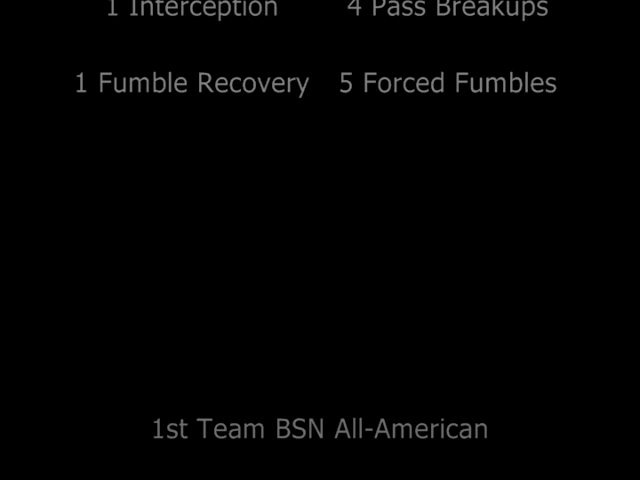 1 Interception 4 Pass Breakups
1 Fumble Recovery 5 Forced Fumbles
1st Team BSN All-American